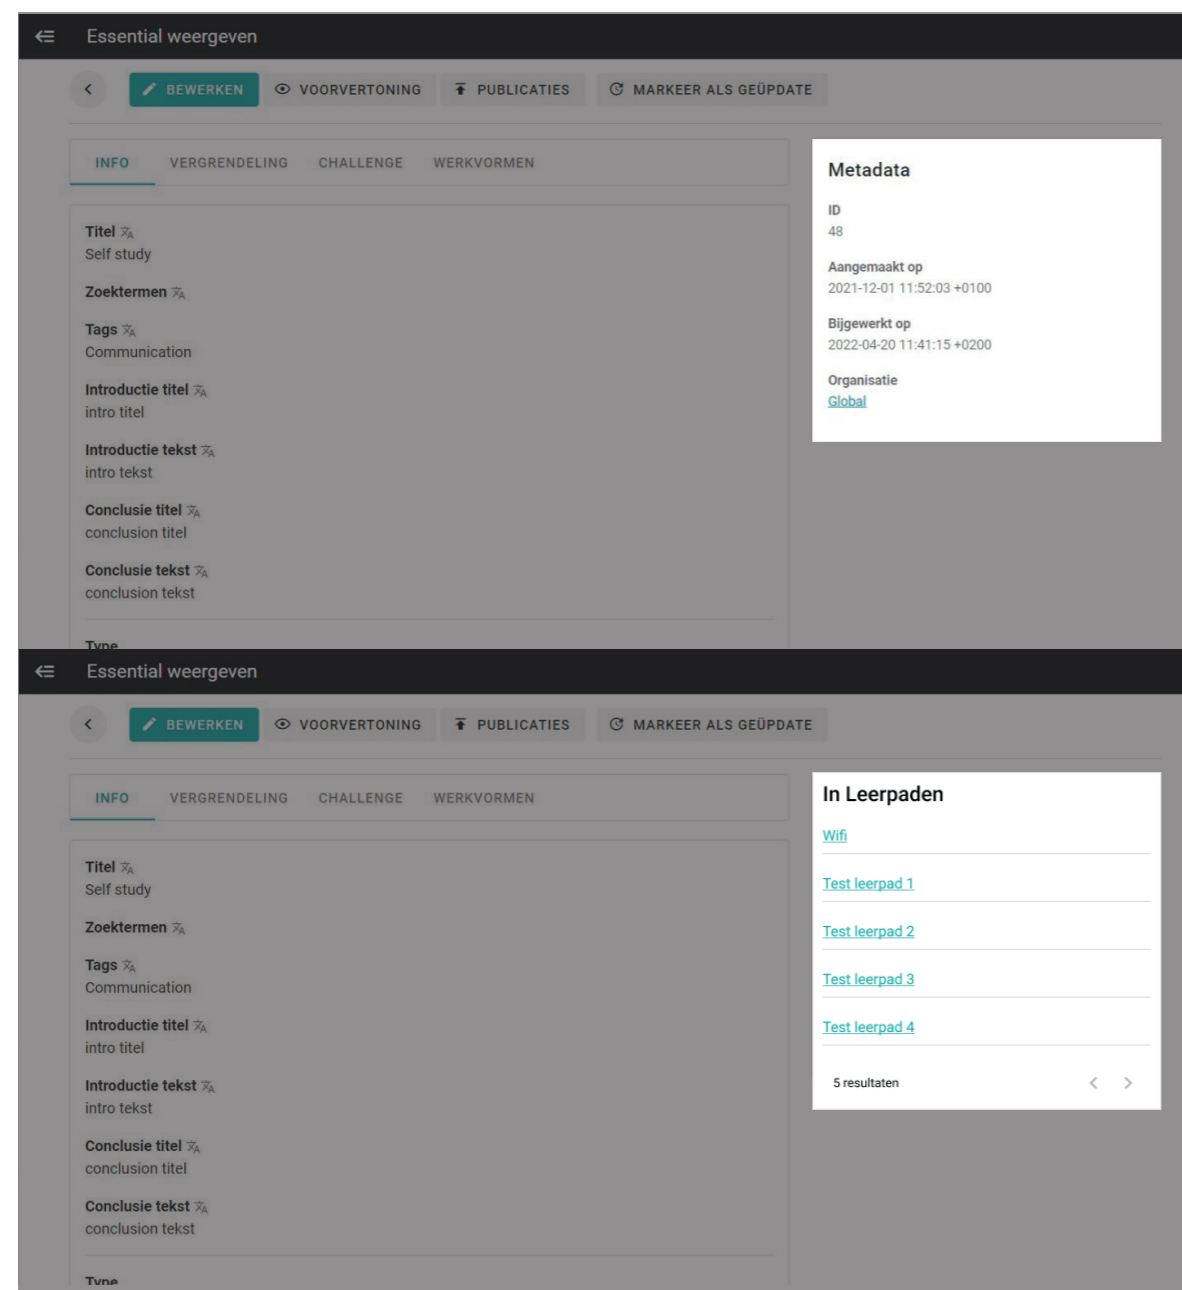 Essential weergeven
BEWERKEN VOORVERTONING PUBLICATIES MARKEER ALS GEÜPDATE
INFO VERGRENDELING CHALLENGE WERKVORMEN
Titel
Self study
Zoektermen
Tags
Communication
Introductie titel
intro titel
Introductie tekst
intro tekst
Conclusie titel
conclusion titel
Conclusie tekst
conclusion tekst
Type
Metadata
ID
48
Aangemaakt op
2021-12-01 11:52:03 +0100
Bijgewerkt op
2022-04-20 11:41:15 +0200
Organisatie
Global
Essential weergeven
BEWERKEN VOORVERTONING PUBLICATIES MARKEER ALS GEÜPDATE
INFO VERGRENDELING CHALLENGE WERKVORMEN
Titel
Self study
Zoektermen
Tags
Communication
Introductie titel
intro titel
Introductie tekst
intro tekst
Conclusie titel
conclusion titel
Conclusie tekst
conclusion tekst
Type
In Leerpaden
Wifi
Test leerpad 1
Test leerpad 2
Test leerpad 3
Test leerpad 4
5 resultaten